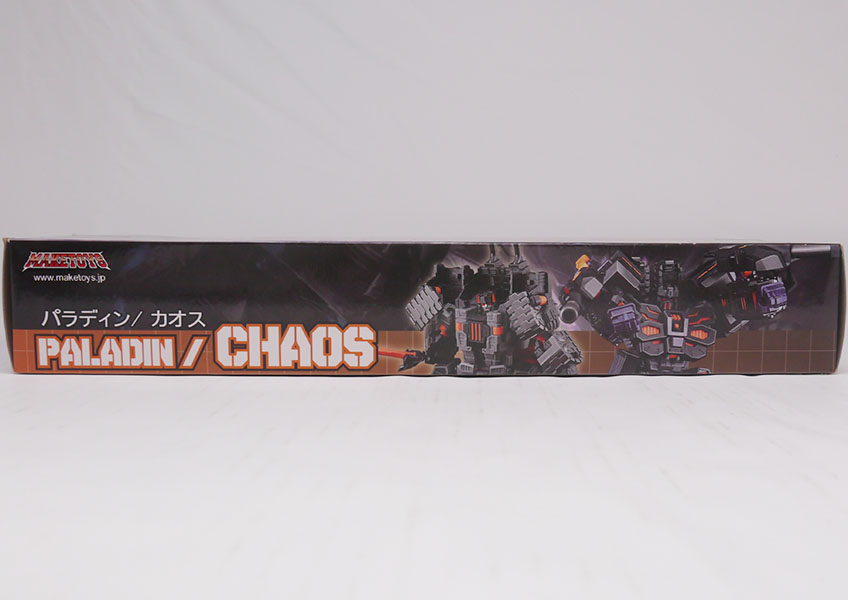 MAKETOYS
www.maketoys.jp
パラディン/ カオス
PALADIN / CHAOS